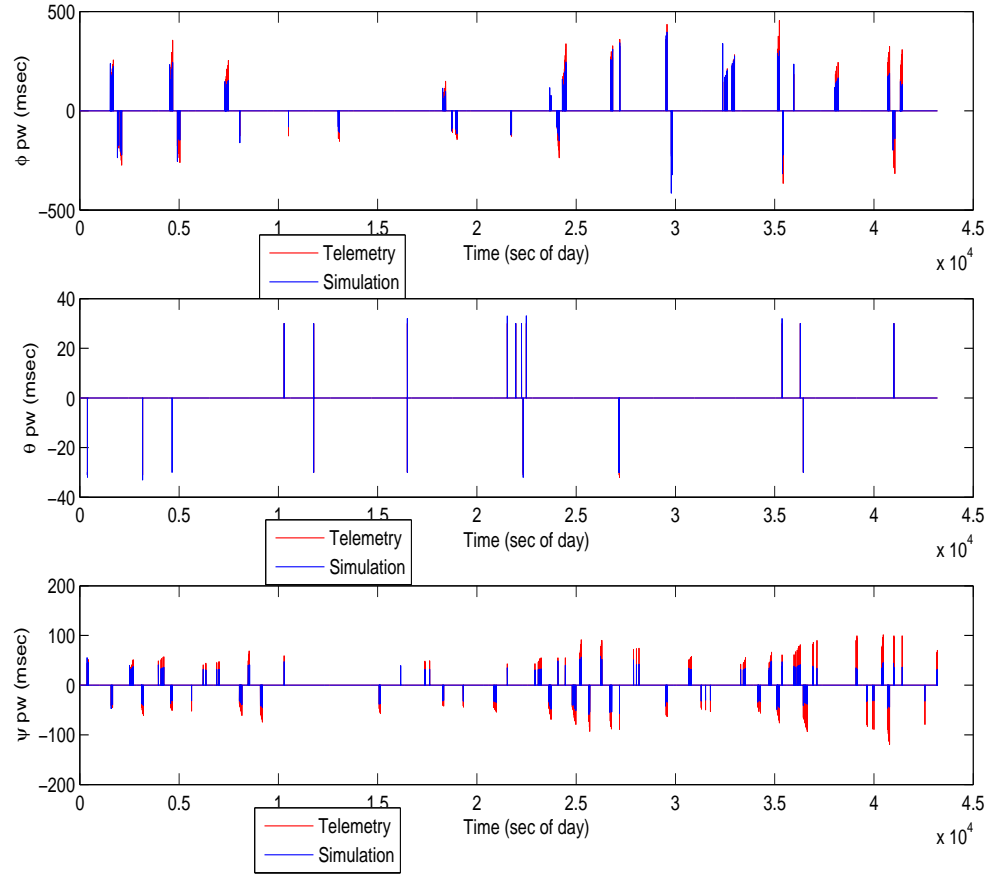 500
0
−500
φ pw (msec)
0 0.5 1 1.5 2 2.5 3 3.5 4 4.5
Time (sec of day)
x 10^4
Telemetry
Simulation
40
20
0
−20
−40
θ pw (msec)
0 0.5 1 1.5 2 2.5 3 3.5 4 4.5
Time (sec of day)
x 10^4
Telemetry
Simulation
200
100
0
−100
−200
ψ pw (msec)
0 0.5 1 1.5 2 2.5 3 3.5 4 4.5
Time (sec of day)
x 10^4
Telemetry
Simulation